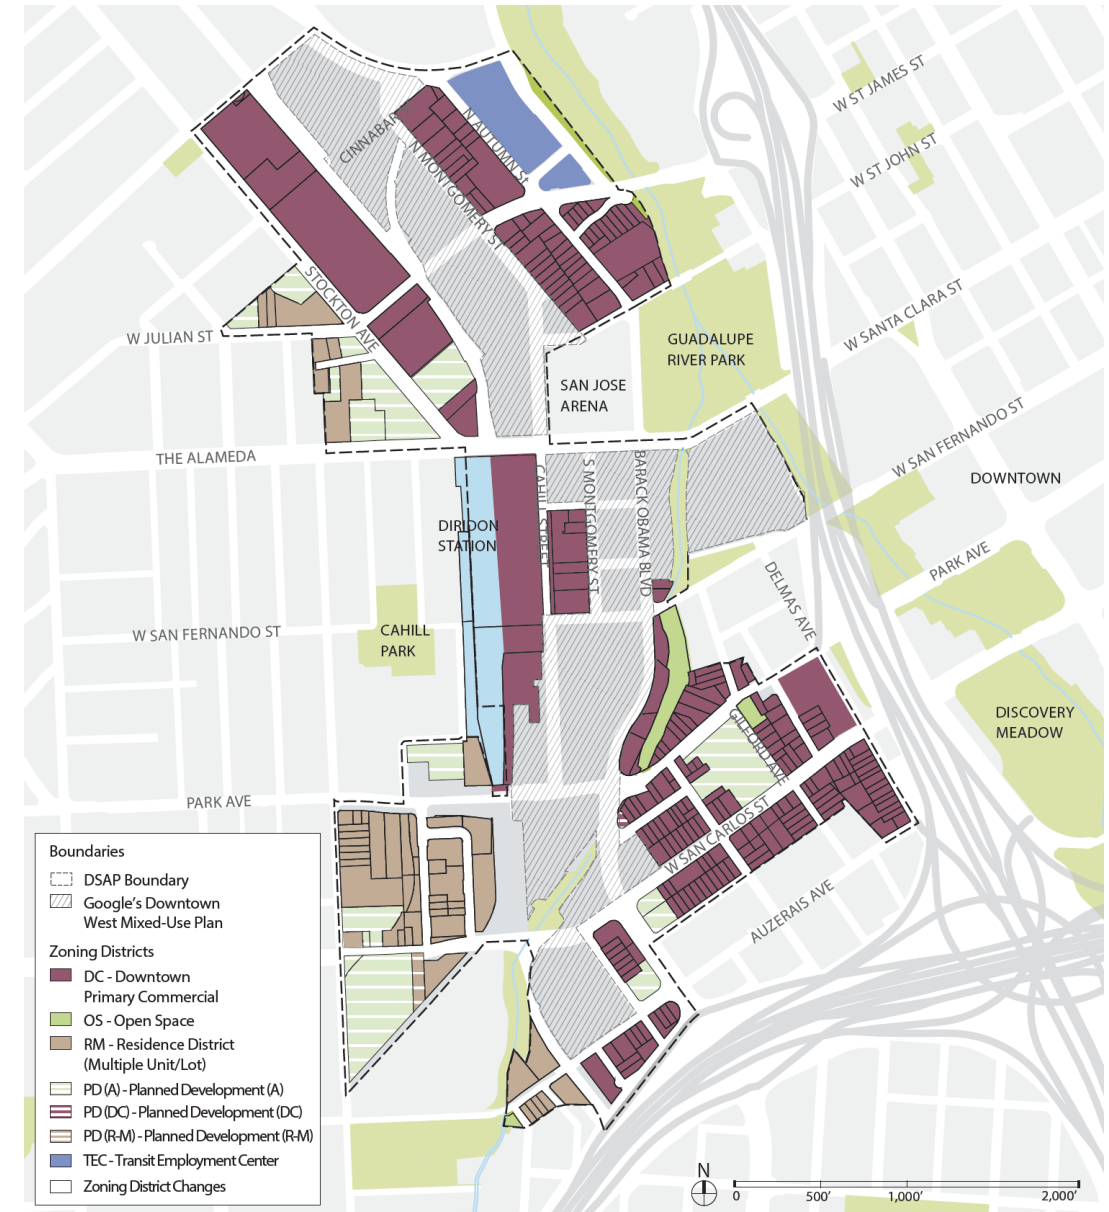 W ST JAMES ST
W ST JOHN ST
CINNABAR
N AUTUMN St
N MONTGOMERY ST
STOCKTON AVE
W SANTA CLARA ST
W JULIAN ST
GUADALUPE
RIVER PARK
SAN JOSE
ARENA
W SAN FERNANDO ST
THE ALAMEDA
DOWNTOWN
CAHILL STREET
S MONTGOMERY ST
BARACK OBAMA BLVD
DIRIDON
STATION
PARK AVE
DELMAS AVE
W SAN FERNANDO ST
CAHILL
PARK
DISCOVERY
MEADOW
GILFORD AVE
PARK AVE
W SAN CARLOS ST
AUZERAIS AVE
Boundaries
DSAP Boundary
Google's Downtown
West Mixed-Use Plan
Zoning Districts
DC - Downtown
Primary Commercial
OS - Open Space
RM - Residence District
(Multiple Unit/Lot)
PD (A) - Planned Development (A)
PD (DC) - Planned Development (DC)
PD (R-M) - Planned Development (R-M)
TEC - Transit Employment Center
Zoning District Changes
N
0 500' 1,000' 2,000'